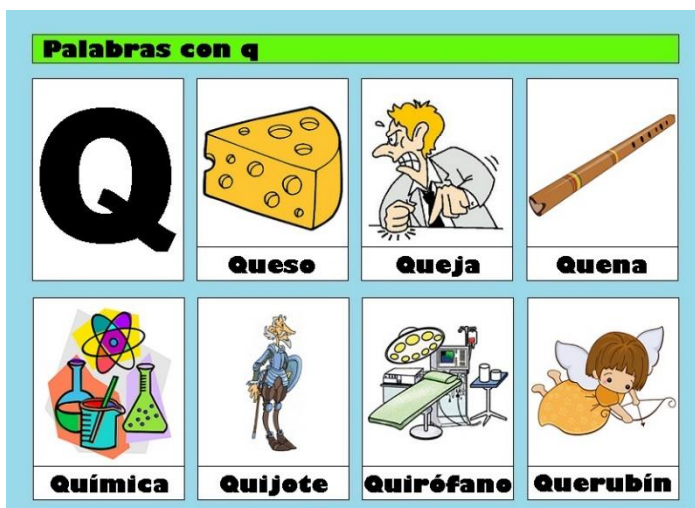 Palabras con q
Q
Queso
Queja
Quena
Química
Quijote
Quirófano
Querubín